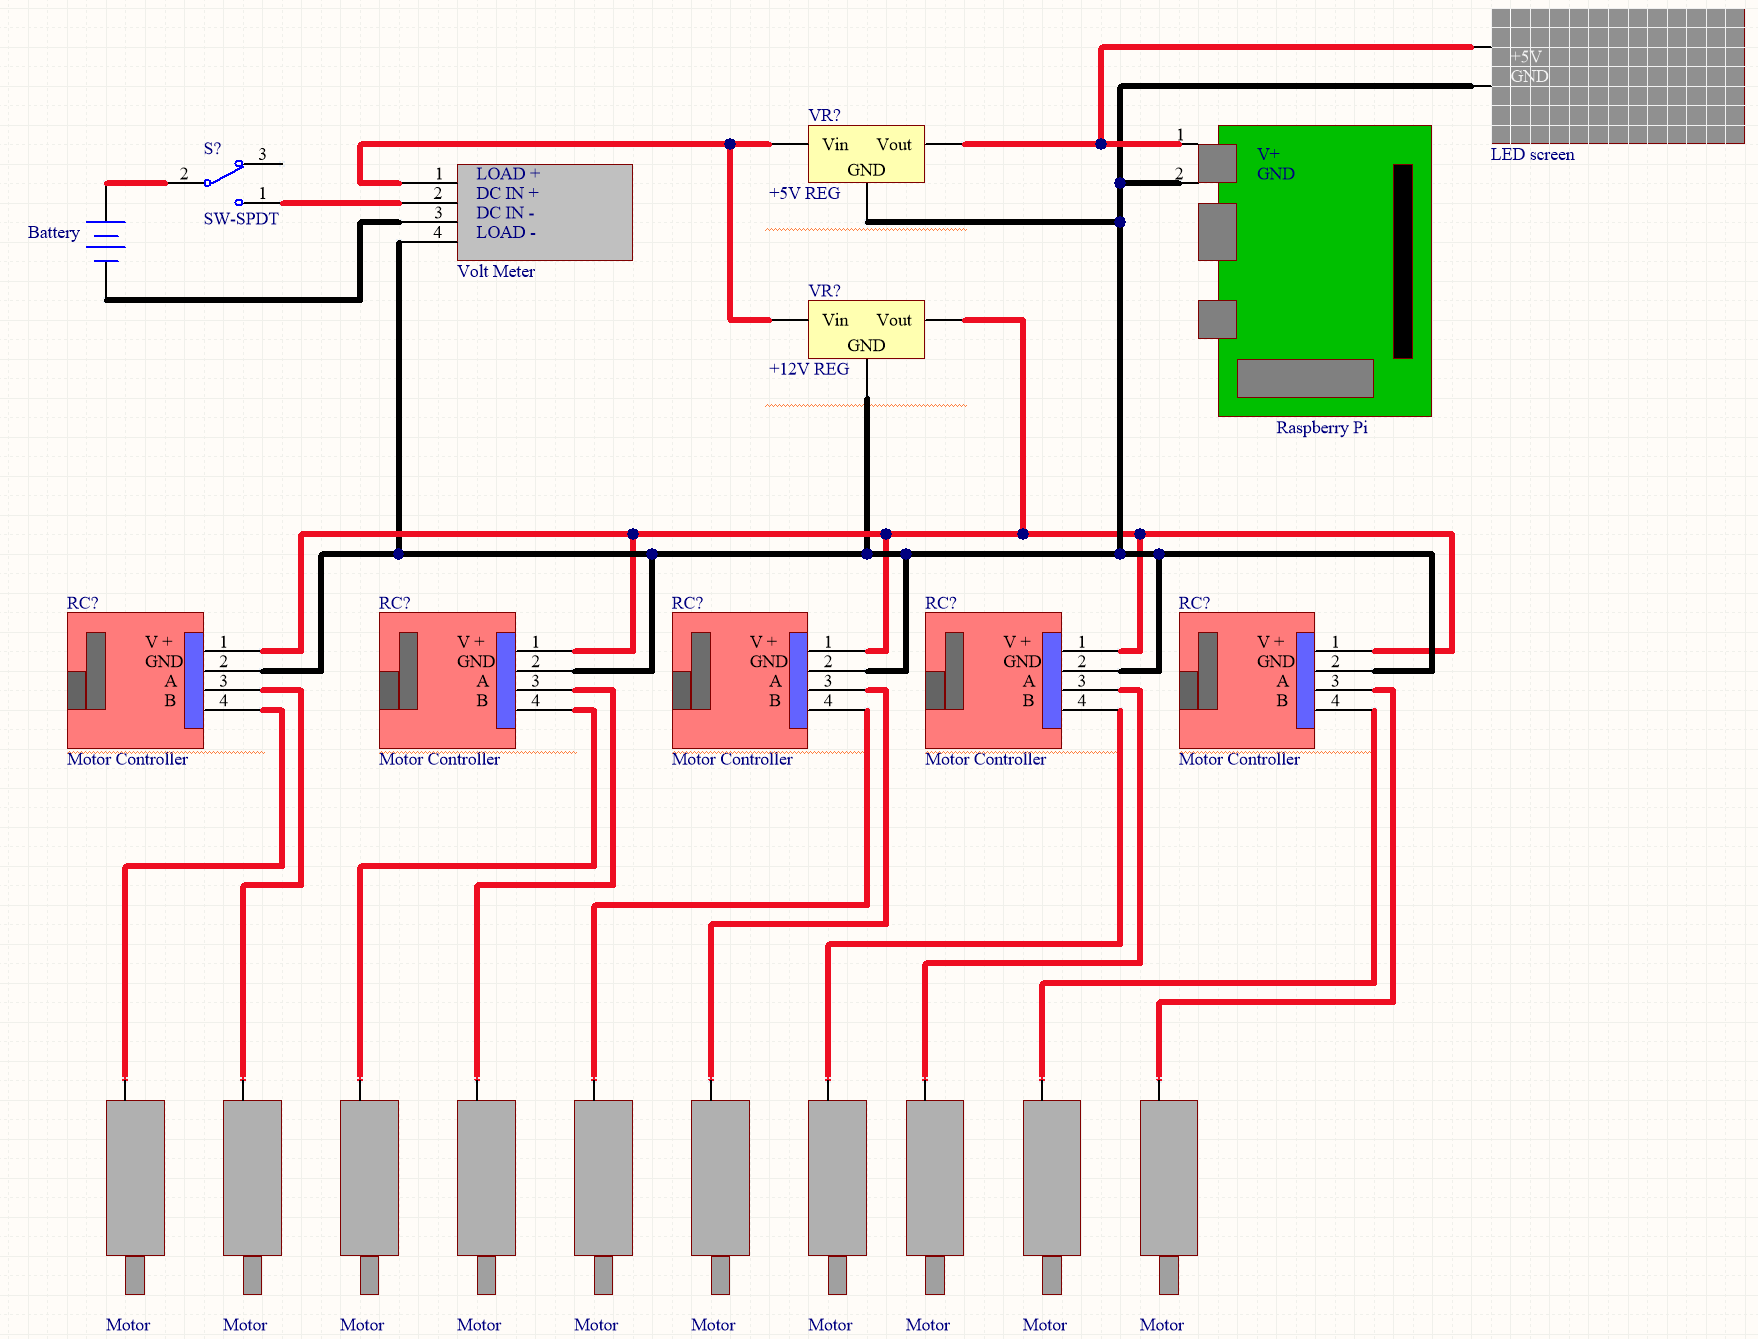 +5V
GND
LED screen
VR?
Vin Vout
GND
+5V REG
1
2
V+
GND
Raspberry Pi
S?
3
2
1
SW-SPDT
Battery
1 LOAD +
2 DC IN +
3 DC IN -
4 LOAD -
Volt Meter
VR?
Vin Vout
GND
+12V REG
RC?
V + 1
GND 2
A 3
B 4
Motor Controller
RC?
V + 1
GND 2
A 3
B 4
Motor Controller
RC?
V + 1
GND 2
A 3
B 4
Motor Controller
RC?
V + 1
GND 2
A 3
B 4
Motor Controller
RC?
V + 1
GND 2
A 3
B 4
Motor Controller
Motor Motor Motor Motor Motor Motor Motor Motor Motor Motor